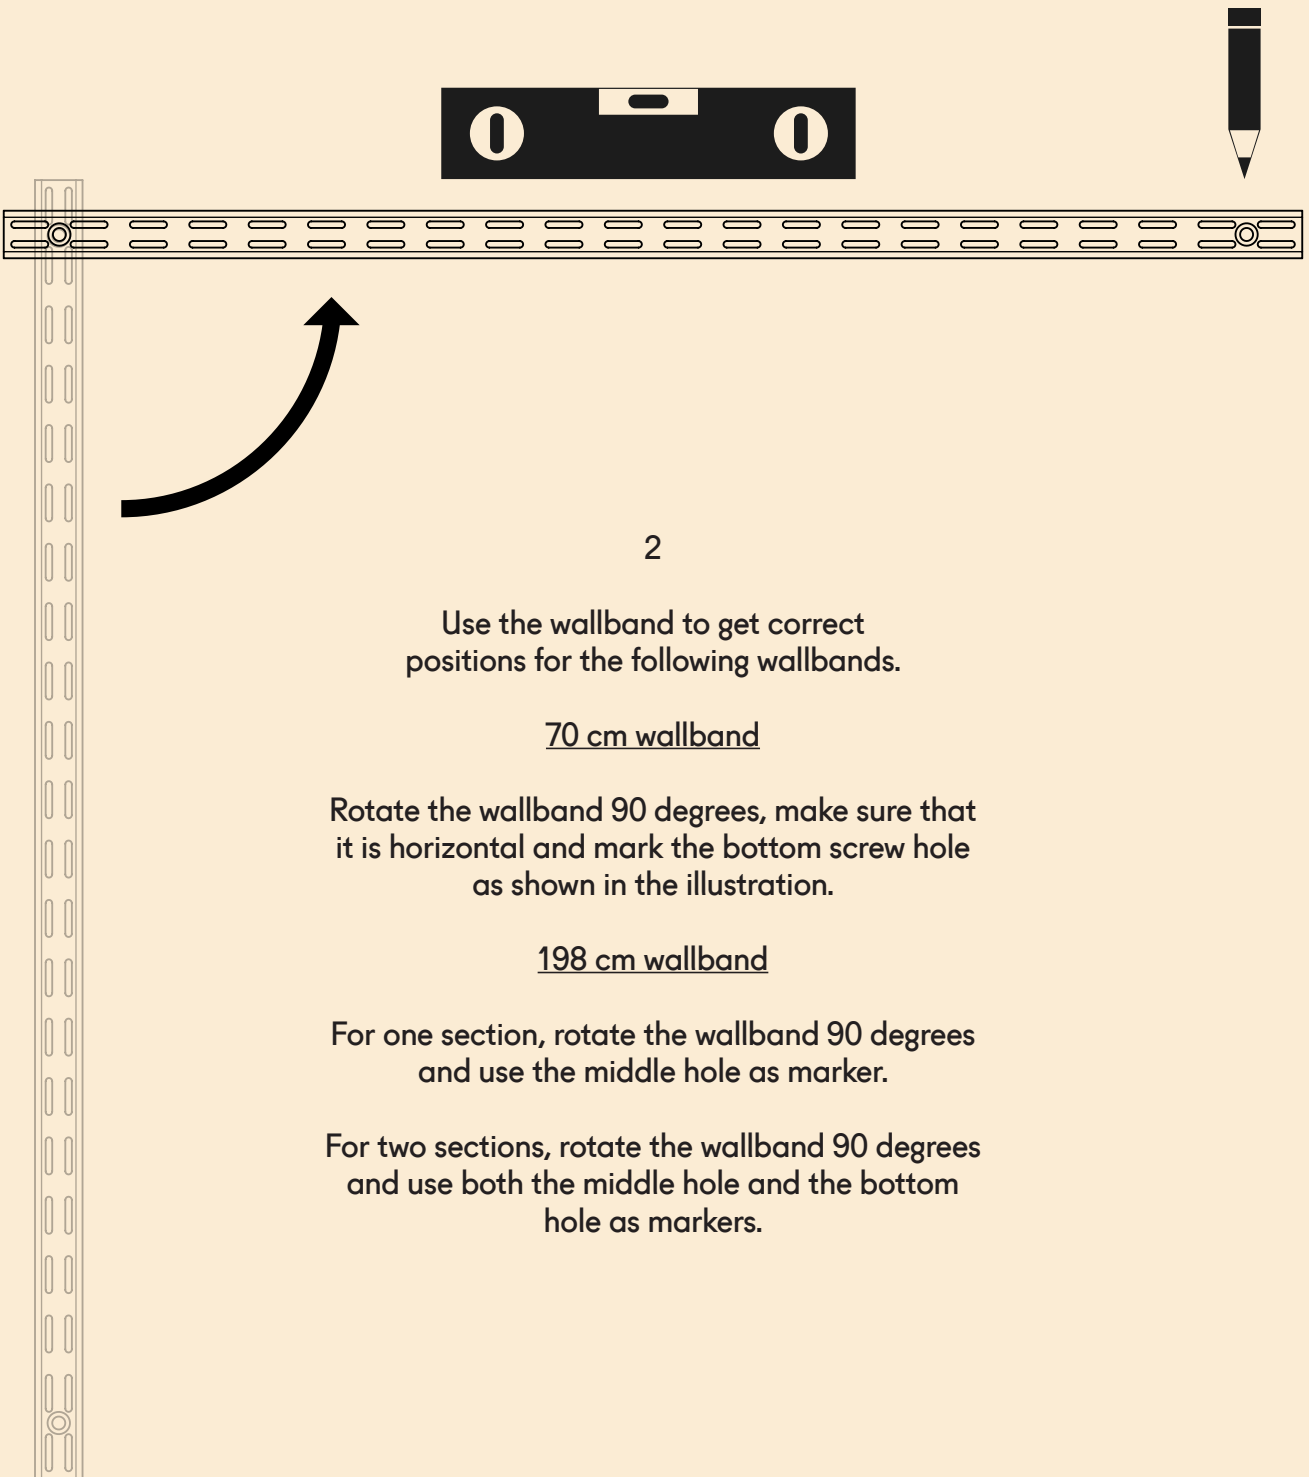 2
Use the wallband to get correct
positions for the following wallbands.
70 cm wallband
Rotate the wallband 90 degrees, make sure that
it is horizontal and mark the bottom screw hole
as shown in the illustration.
198 cm wallband
For one section, rotate the wallband 90 degrees
and use the middle hole as marker.
For two sections, rotate the wallband 90 degrees
and use both the middle hole and the bottom
hole as markers.